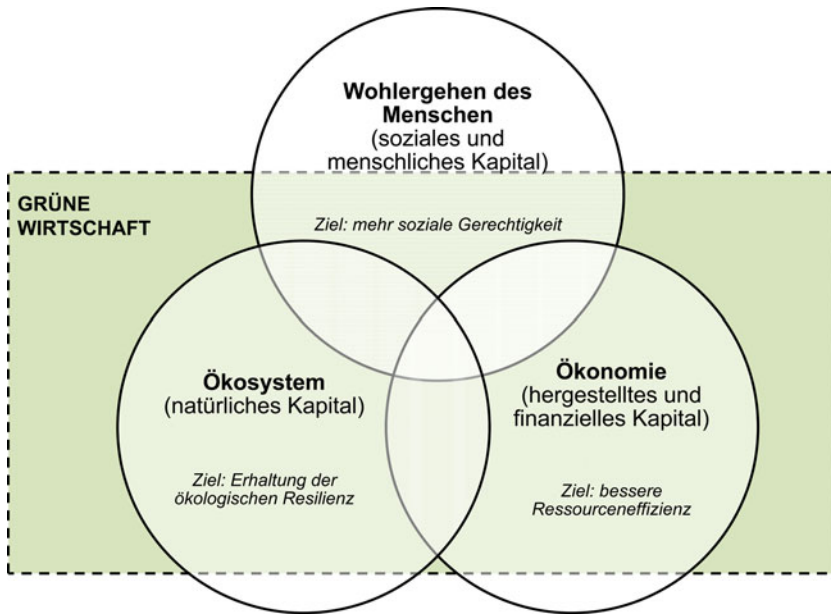 Wohlergehen des
Menschen
(soziales und
menschliches Kapital)
GRÜNE
WIRTSCHAFT
Ziel: mehr soziale Gerechtigkeit
Ökosystem
(natürliches Kapital)
Ziel: Erhaltung der
ökologischen Resilienz
Ökonomie
(hergestelltes und
finanzielles Kapital)
Ziel: bessere
Ressourceneffizienz